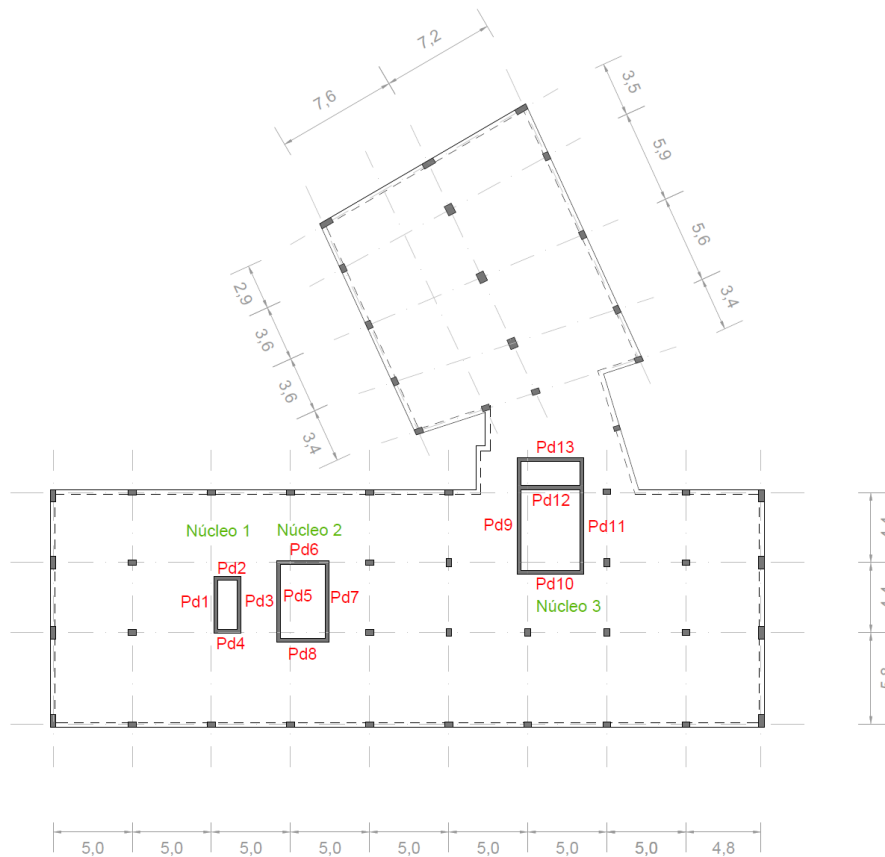 7,2
7,6
3,5
5,9
5,6
3,4
2,9
3,6
3,6
3,4
Pd13
Pd12
Pd9
Pd11
Pd10
Núcleo 3
Núcleo 1
Núcleo 2
Pd6
Pd2
Pd1
Pd3
Pd5
Pd7
Pd4
Pd8
5,0
5,0
5,0
5,0
5,0
5,0
5,0
5,0
4,8